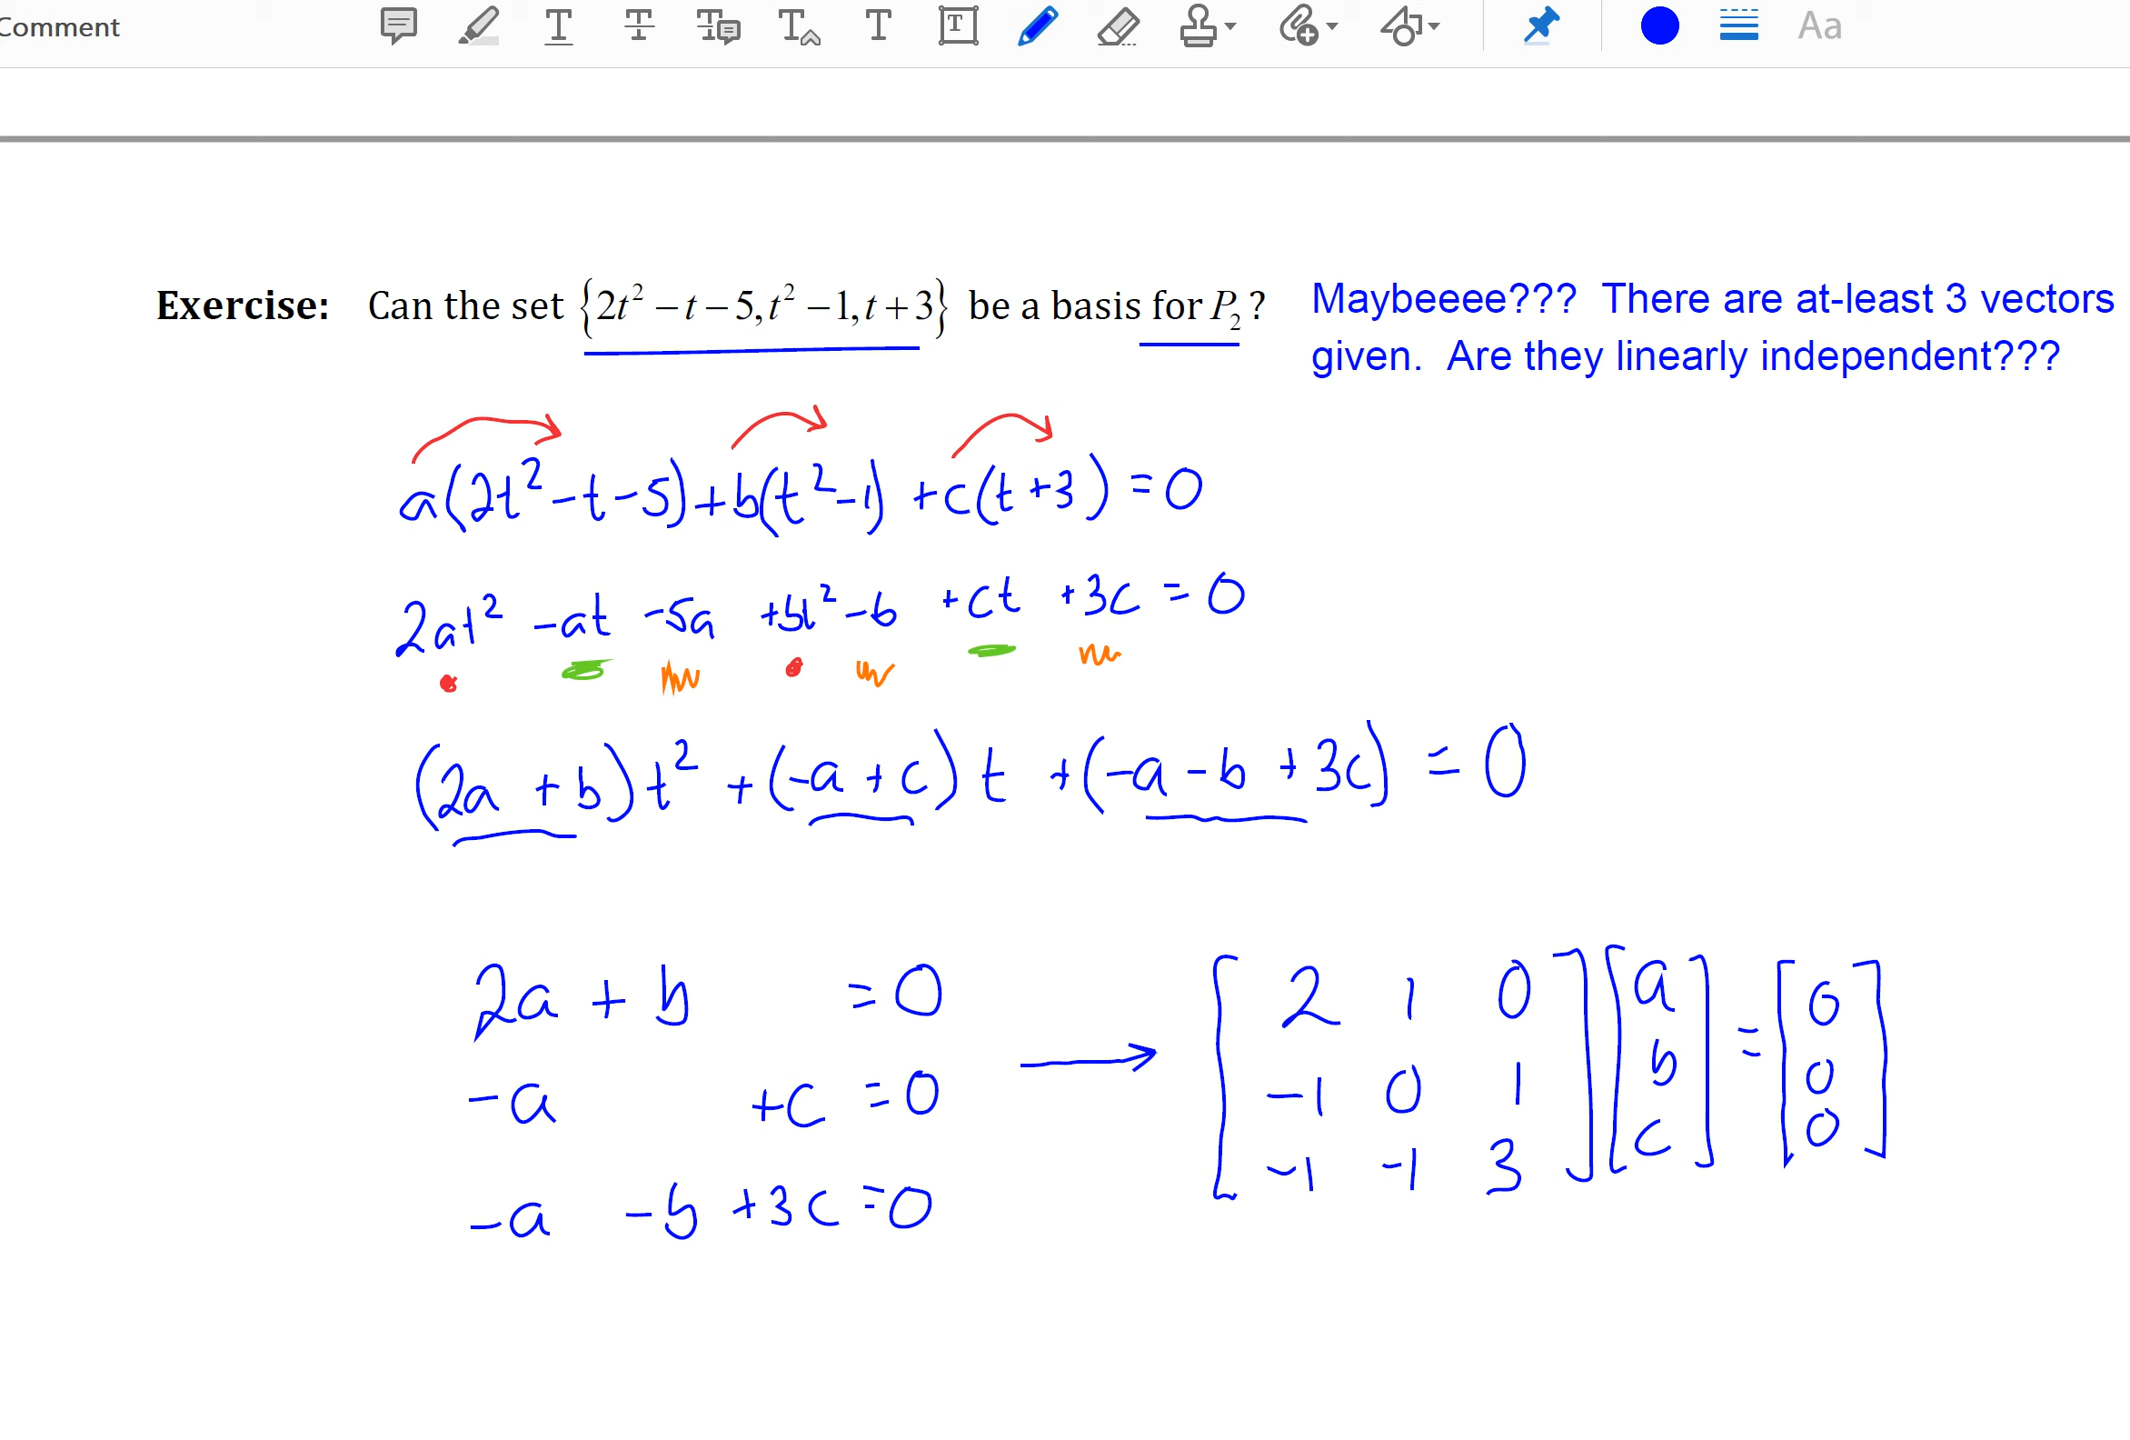 Comment
Aa
Exercise: Can the set {2t² − t − 5, t² − 1, t + 3} be a basis for P₂? Maybeeee??? There are at-least 3 vectors
given. Are they linearly independent???
a(2t² − t − 5) + b(t² − 1) + c(t + 3) = 0
2at² − at − 5a + bt² − b + ct + 3c = 0
(2a + b)t² + (−a + c)t + (−a − b + 3c) = 0
2a + b = 0
−a + c = 0
−a − b + 3c = 0
→
[2 1 0] [a] = [0]
[−1 0 1] [b] [0]
[−1 −1 3] [c] [0]